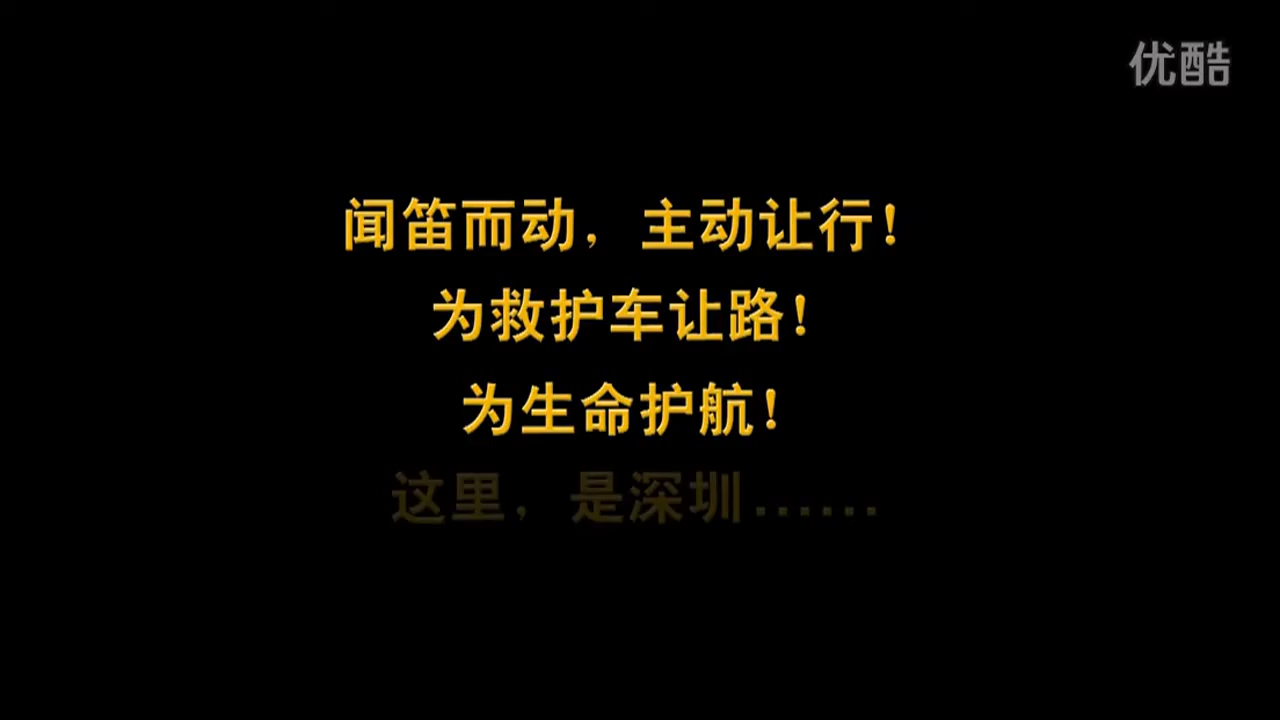 优酷
闻笛而动，主动让行！
为救护车让路！
为生命护航！
这里，是深圳……